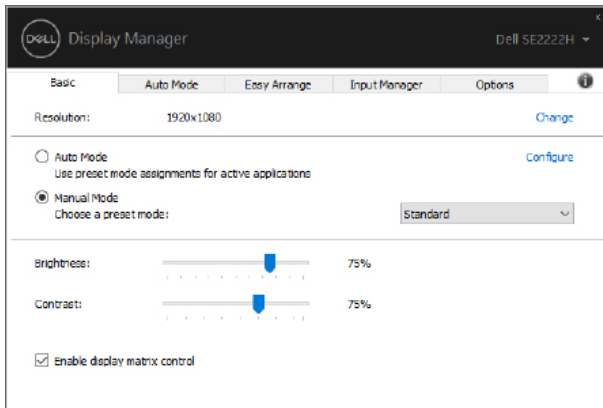 DELL Display Manager
Dell SE2222H
x
Basic Auto Mode Easy Arrange Input Manager Options i
Resolution: 1920x1080 Change
Auto Mode Configure
Use preset mode assignments for active applications
Manual Mode
Choose a preset mode: Standard
Brightness: 75%
Contrast: 75%
Enable display matrix control